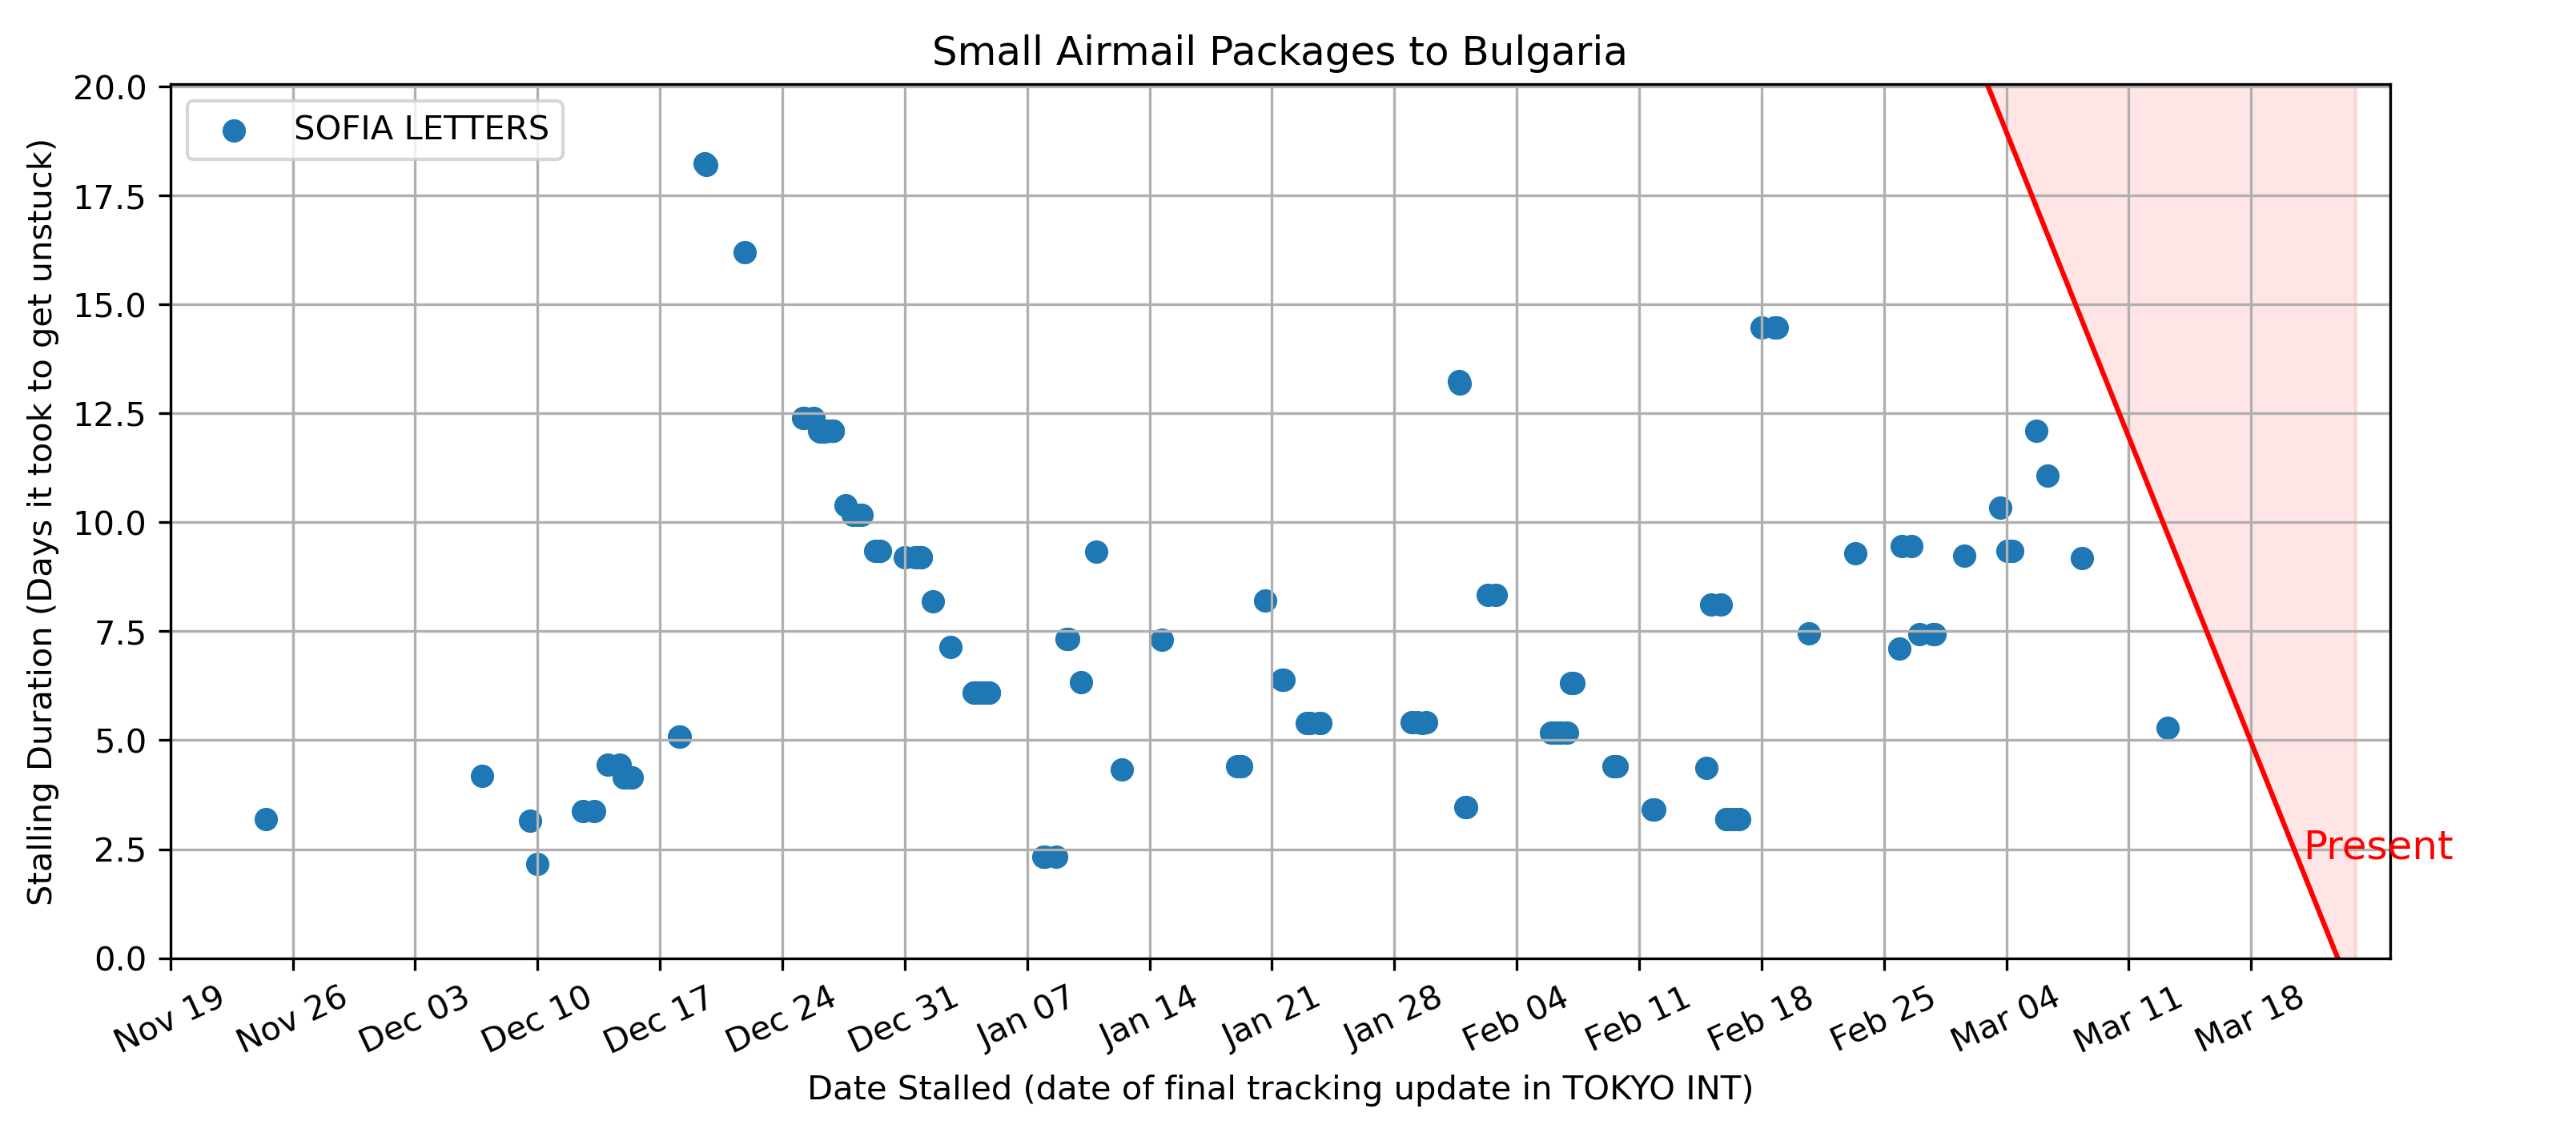 Small Airmail Packages to Bulgaria
SOFIA LETTERS
Stalling Duration (Days it took to get unstuck)
20.0
17.5
15.0
12.5
10.0
7.5
5.0
2.5
0.0
Present
Nov 19 Nov 26 Dec 03 Dec 10 Dec 17 Dec 24 Dec 31 Jan 07 Jan 14 Jan 21 Jan 28 Feb 04 Feb 11 Feb 18 Feb 25 Mar 04 Mar 11 Mar 18
Date Stalled (date of final tracking update in TOKYO INT)